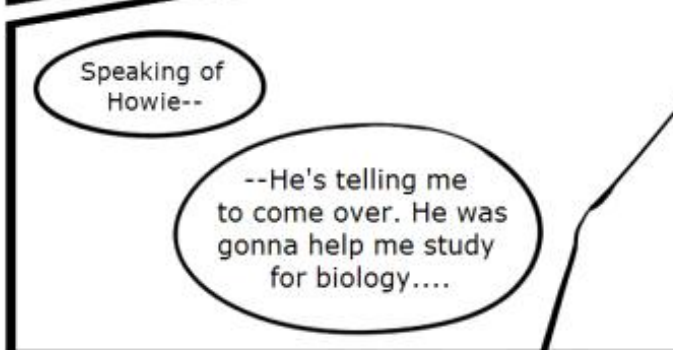 Speaking of
Howie--
--He's telling me
to come over. He was
gonna help me study
for biology....